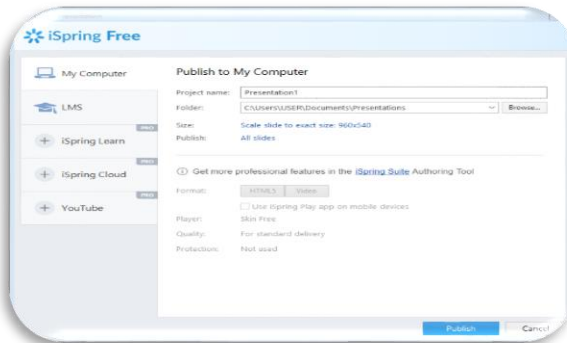 iSpring Free
My Computer
LMS
PRO
iSpring Learn
PRO
iSpring Cloud
PRO
YouTube
Publish to My Computer
Project name: Presentation1
Folder: C:\Users\USER\Documents\Presentations Browse...
Size: Scale slide to exact size: 960x540
Publish: All slides
Get more professional features in the iSpring Suite Authoring Tool
Format: HTML5 Video
Use iSpring Play app on mobile devices
Player: Skin Free
Quality: For standard delivery
Protection: Not used
Publish Cancel